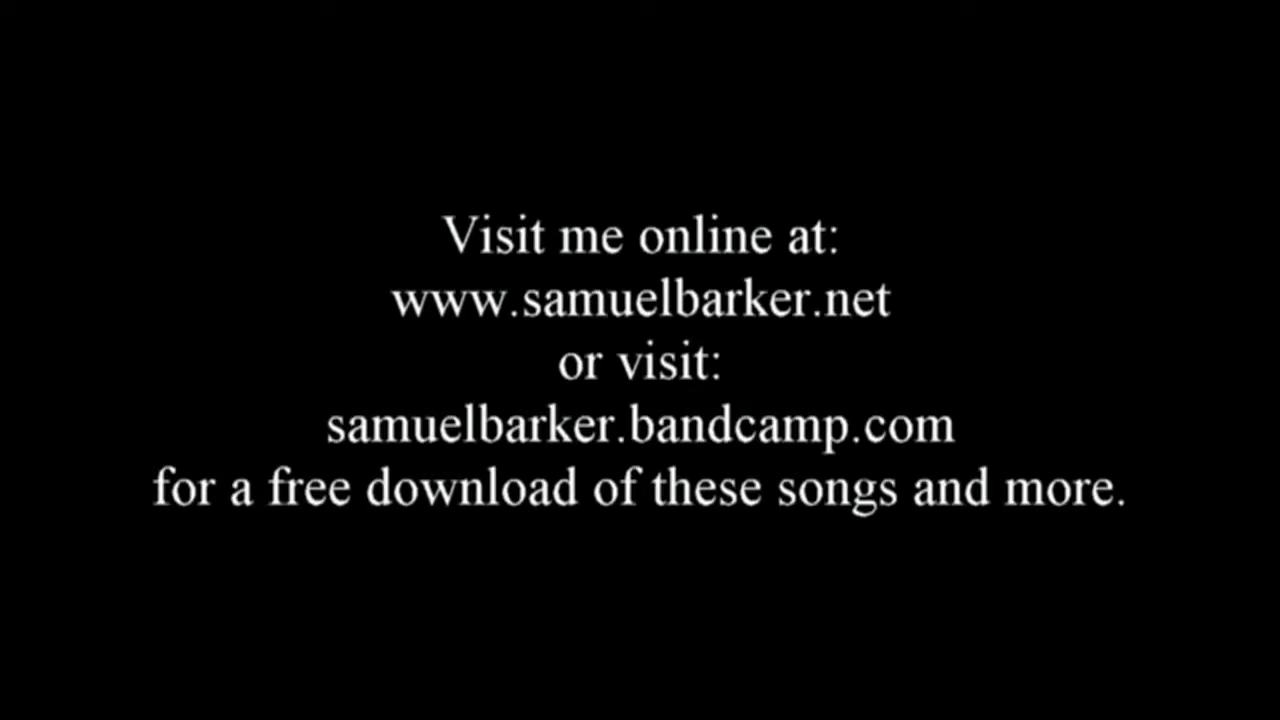 Visit me online at:
www.samuelbarker.net
or visit:
samuelbarker.bandcamp.com
for a free download of these songs and more.